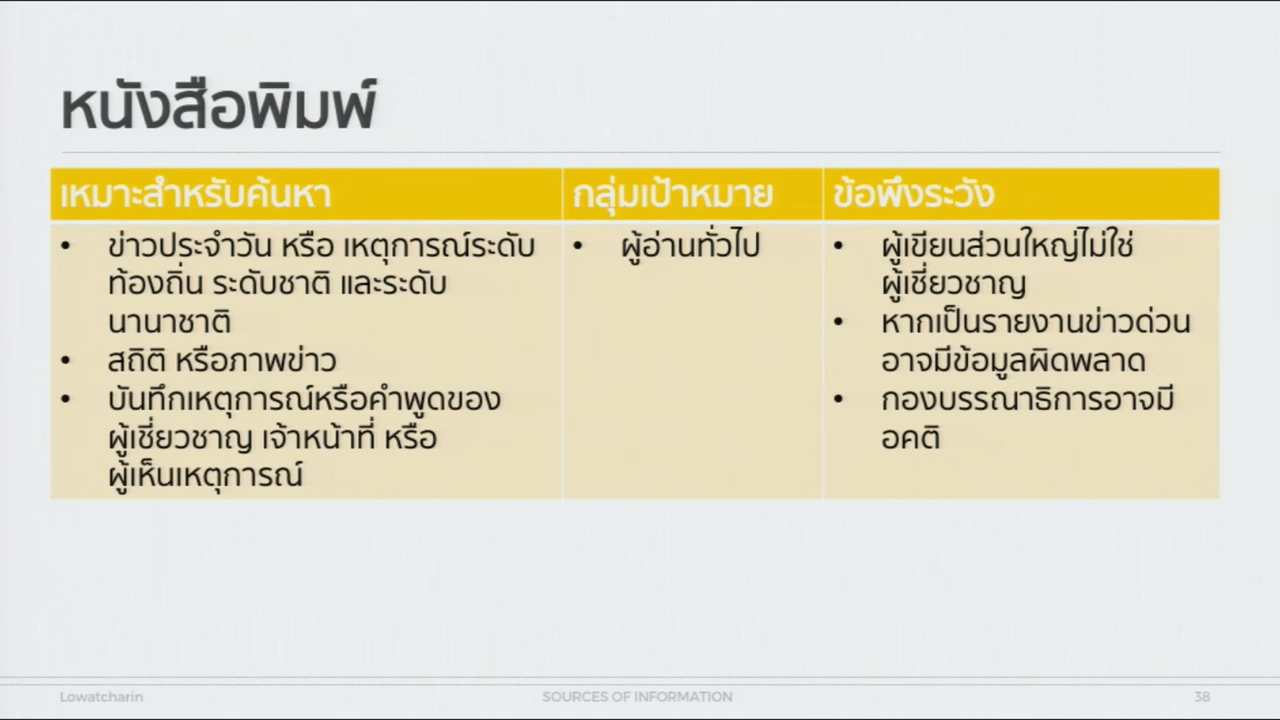 หนังสือพิมพ์
เหมาะสำหรับค้นหา
กลุ่มเป้าหมาย
ข้อพึงระวัง
• ข่าวประจำวัน หรือ เหตุการณ์ระดับ
ท้องถิ่น ระดับชาติ และระดับ
นานาชาติ
• สถิติ หรือภาพข่าว
• บันทึกเหตุการณ์หรือคำพูดของ
ผู้เชี่ยวชาญ เจ้าหน้าที่ หรือ
ผู้เห็นเหตุการณ์
• ผู้อ่านทั่วไป
• ผู้เขียนส่วนใหญ่ไม่ใช่
ผู้เชี่ยวชาญ
• หากเป็นรายงานข่าวด่วน
อาจมีข้อมูลผิดพลาด
• กองบรรณาธิการอาจมี
อคติ
Lowatcharin
SOURCES OF INFORMATION
38